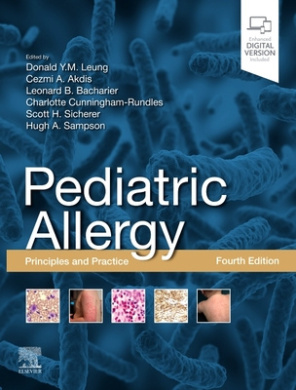 Enhanced
DIGITAL
VERSION
Included
Edited by
Donald Y.M. Leung
Cezmi A. Akdis
Leonard B. Bacharier
Charlotte Cunningham-Rundles
Scott H. Sicherer
Hugh A. Sampson
Pediatric
Allergy
Principles and Practice
Fourth Edition
ELSEVIER